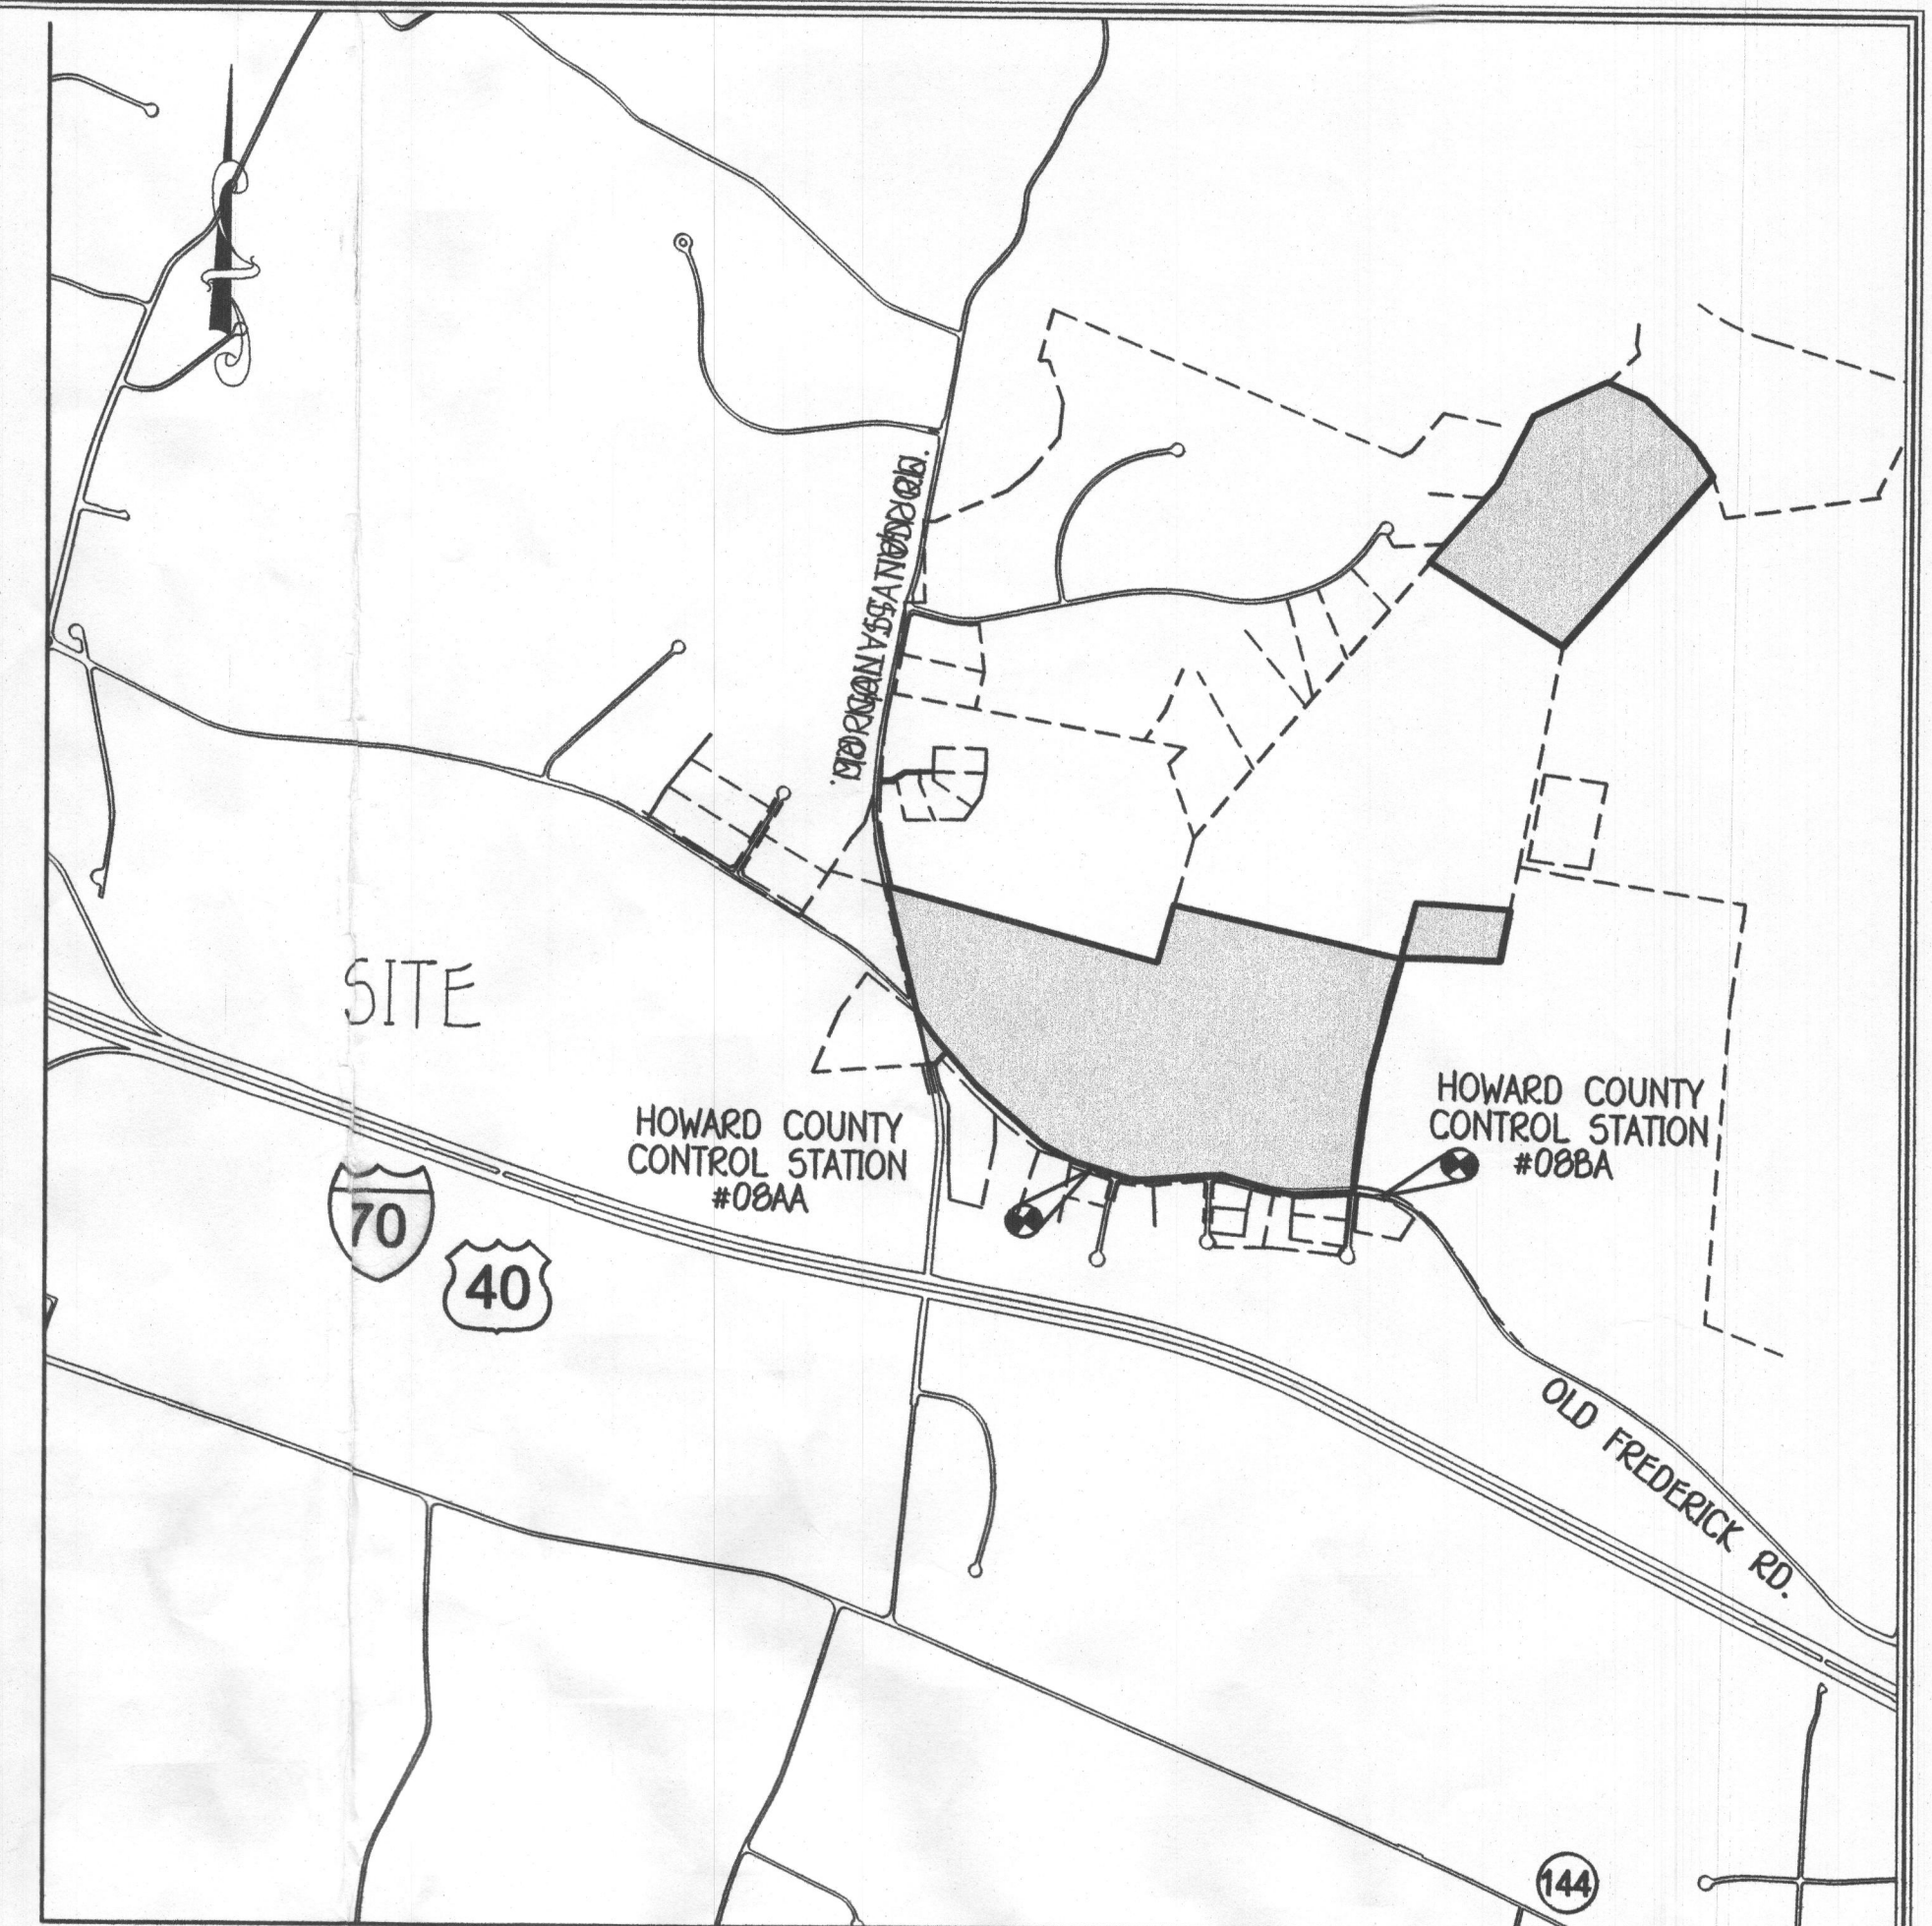 SITE
HOWARD COUNTY
CONTROL STATION
#08AA
HOWARD COUNTY
CONTROL STATION
#08BA
70
40
OLD FREDERICK RD.
144